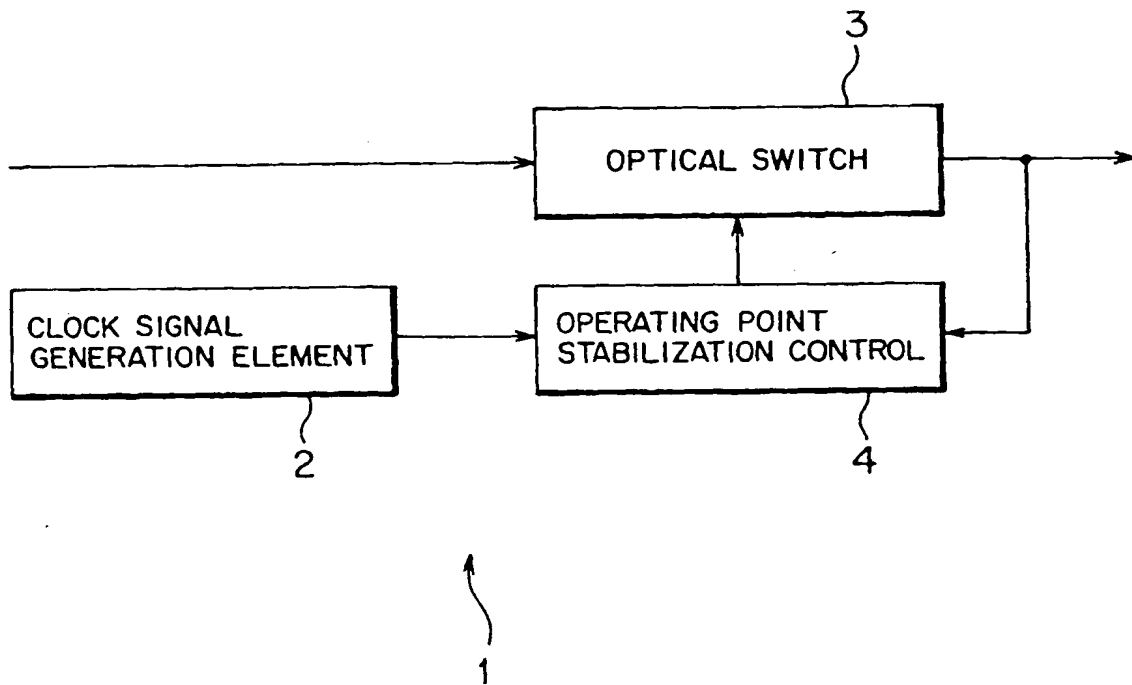 3
OPTICAL SWITCH
CLOCK SIGNAL
GENERATION ELEMENT
OPERATING POINT
STABILIZATION CONTROL
2
4
1